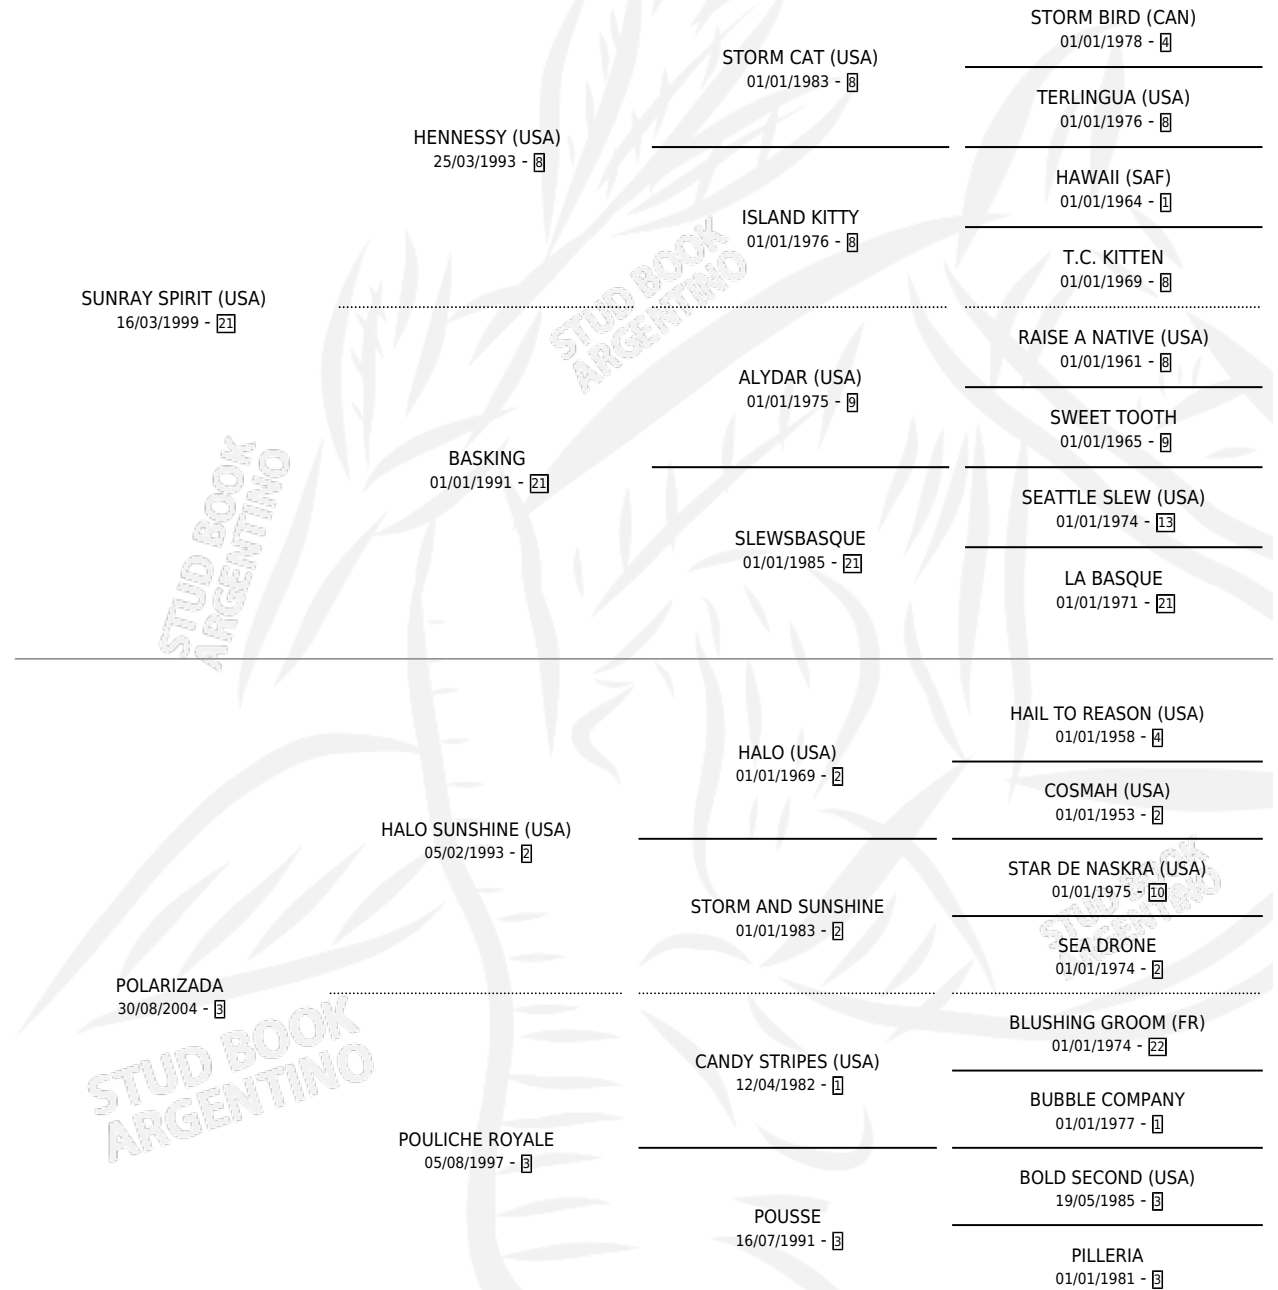 STORM BIRD (CAN)
01/01/1978 - 4
STORM CAT (USA)
01/01/1983 - 8
TERLINGUA (USA)
01/01/1976 - 8
HENNESSY (USA)
25/03/1993 - 8
HAWAII (SAF)
01/01/1964 - 1
ISLAND KITTY
01/01/1976 - 8
T.C. KITTEN
01/01/1969 - 8
SUNRAY SPIRIT (USA)
16/03/1999 - 21
RAISE A NATIVE (USA)
01/01/1961 - 8
ALYDAR (USA)
01/01/1975 - 9
SWEET TOOTH
01/01/1965 - 9
BASKING
01/01/1991 - 21
SEATTLE SLEW (USA)
01/01/1974 - 13
SLEWSBASQUE
01/01/1985 - 21
LA BASQUE
01/01/1971 - 21
HAIL TO REASON (USA)
01/01/1958 - 4
HALO (USA)
01/01/1969 - 2
COSMAH (USA)
01/01/1953 - 2
HALO SUNSHINE (USA)
05/02/1993 - 2
STAR DE NASKRA (USA)
01/01/1975 - 10
STORM AND SUNSHINE
01/01/1983 - 2
SEA DRONE
01/01/1974 - 2
POLARIZADA
30/08/2004 - 3
BLUSHING GROOM (FR)
01/01/1974 - 22
CANDY STRIPES (USA)
12/04/1982 - 1
BUBBLE COMPANY
01/01/1977 - 1
POULICHE ROYALE
05/08/1997 - 3
BOLD SECOND (USA)
19/05/1985 - 3
POUSSE
16/07/1991 - 3
PILLERIA
01/01/1981 - 3
STUD BOOK
ARGENTINO
STUD BOOK
ARGENTINO
STUD BOOK
ARGENTINO
STUD BOOK
ARGENTINO